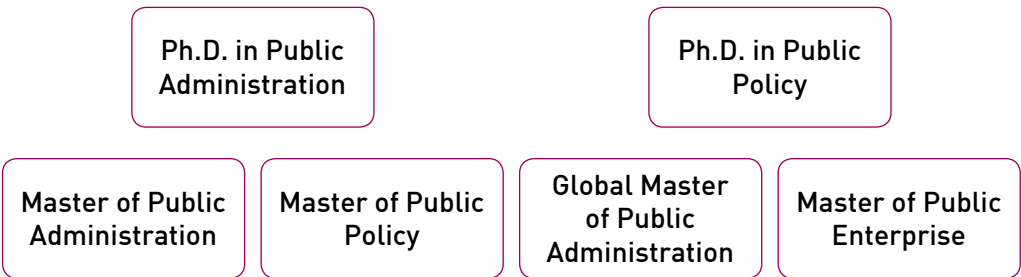 Ph.D. in Public
Administration
Ph.D. in Public
Policy
Master of Public
Administration
Master of Public
Policy
Global Master
of Public
Administration
Master of Public
Enterprise